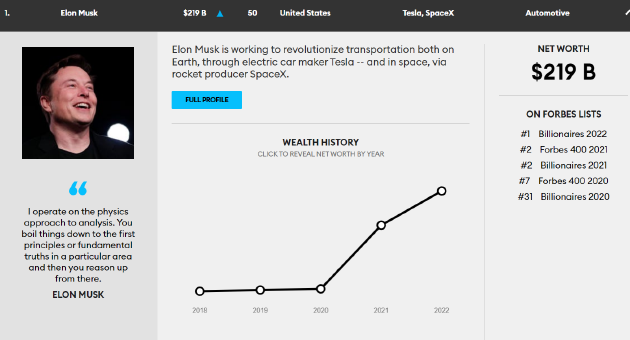 1. Elon Musk $219 B ▲ 50 United States Tesla, SpaceX Automotive
Elon Musk is working to revolutionize transportation both on
Earth, through electric car maker Tesla -- and in space, via
rocket producer SpaceX.
FULL PROFILE
WEALTH HISTORY
CLICK TO REVEAL NET WORTH BY YEAR
2018 2019 2020 2021 2022
“
I operate on the physics
approach to analysis. You
boil things down to the first
principles or fundamental
truths in a particular area
and then you reason up
from there.
ELON MUSK
NET WORTH
$219 B
ON FORBES LISTS
#1 Billionaires 2022
#2 Forbes 400 2021
#2 Billionaires 2021
#7 Forbes 400 2020
#31 Billionaires 2020